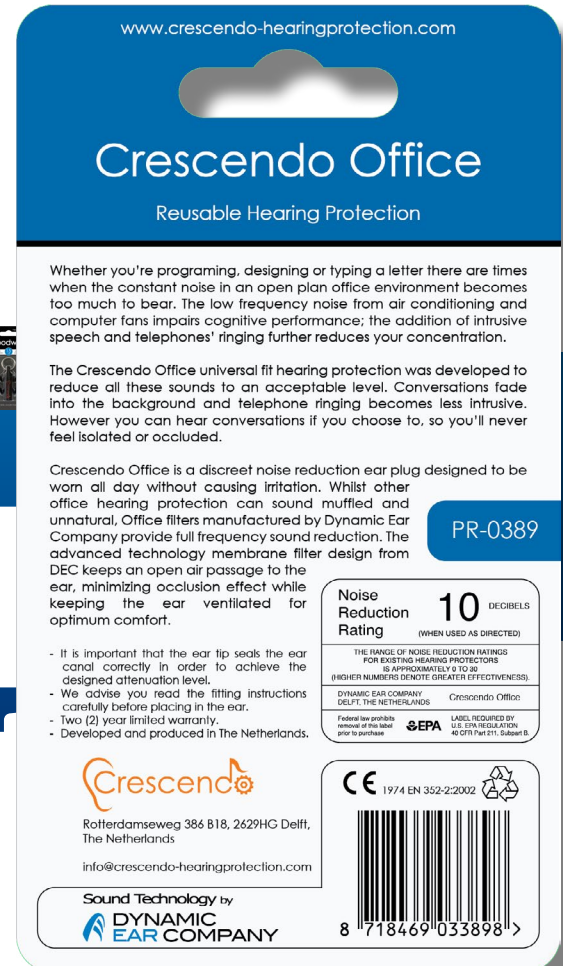 www.crescendo-hearingprotection.com
Crescendo Office
Reusable Hearing Protection
Whether you're programing, designing or typing a letter there are times
when the constant noise in an open plan office environment becomes
too much to bear. The low frequency noise from air conditioning and
computer fans impairs cognitive performance; the addition of intrusive
speech and telephones' ringing further reduces your concentration.
The Crescendo Office universal fit hearing protection was developed to
reduce all these sounds to an acceptable level. Conversations fade
into the background and telephone ringing becomes less intrusive.
However you can hear conversations if you choose to, so you'll never
feel isolated or occluded.
Crescendo Office is a discreet noise reduction ear plug designed to be
worn all day without causing irritation. Whilst other
office hearing protection can sound muffled and
unnatural, Office filters manufactured by Dynamic Ear
Company provide full frequency sound reduction. The
advanced technology membrane filter design from
DEC keeps an open air passage to the
ear, minimizing occlusion effect while
keeping the ear ventilated for
optimum comfort.
PR-0389
- It is important that the ear tip seals the ear
canal correctly in order to achieve the
designed attenuation level.
- We advise you read the fitting instructions
carefully before placing in the ear.
- Two (2) year limited warranty.
- Developed and produced in The Netherlands.
Noise
Reduction
Rating
10 DECIBELS
(WHEN USED AS DIRECTED)
THE RANGE OF NOISE REDUCTION RATINGS
FOR EXISTING HEARING PROTECTORS
IS APPROXIMATELY 0 TO 30
(HIGHER NUMBERS DENOTE GREATER EFFECTIVENESS).
DYNAMIC EAR COMPANY
DELFT, THE NETHERLANDS
Crescendo Office
Federal law prohibits
removal of this label
prior to purchase
EPA
LABEL REQUIRED BY
U.S. EPA REGULATION
40 CFR Part 211, Subpart B.
Crescendo
Rotterdamseweg 386 B18, 2629HG Delft,
The Netherlands
info@crescendo-hearingprotection.com
Sound Technology by
DYNAMIC
EAR COMPANY
CE 1974 EN 352-2:2002
8 718469 033898 >